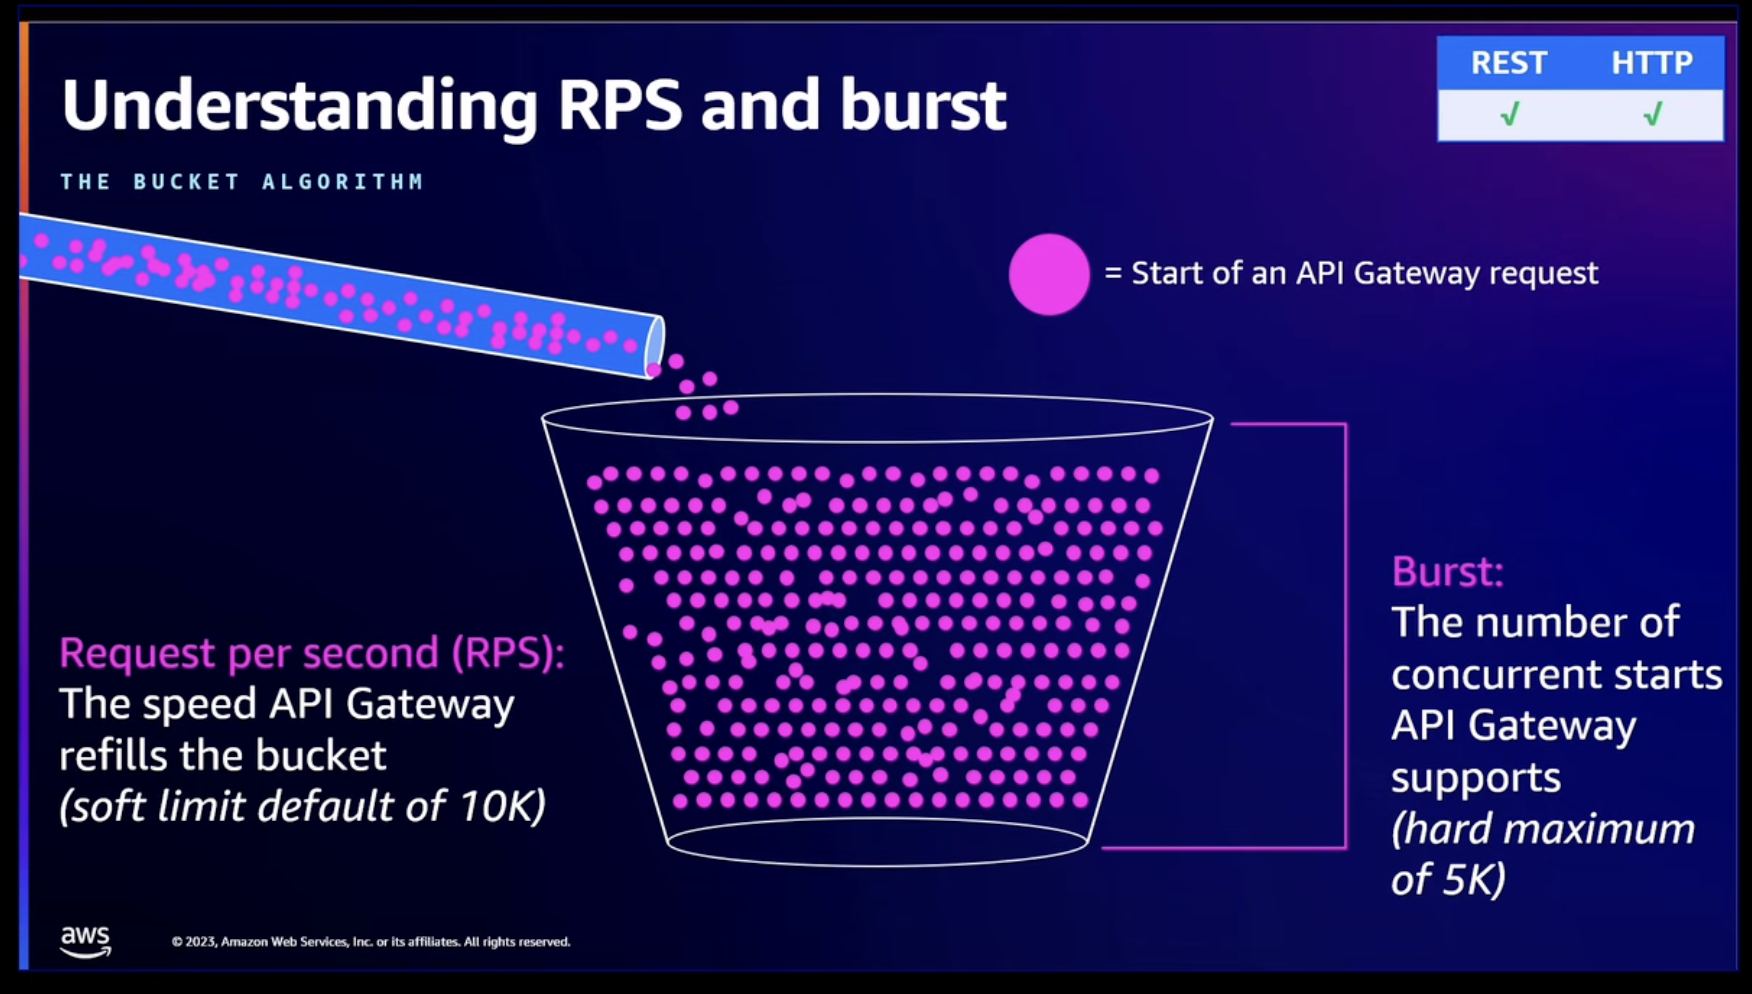 Understanding RPS and burst
REST HTTP
√ √
THE BUCKET ALGORITHM
= Start of an API Gateway request
Request per second (RPS):
The speed API Gateway
refills the bucket
(soft limit default of 10K)
Burst:
The number of
concurrent starts
API Gateway
supports
(hard maximum
of 5K)
aws
© 2023, Amazon Web Services, Inc. or its affiliates. All rights reserved.